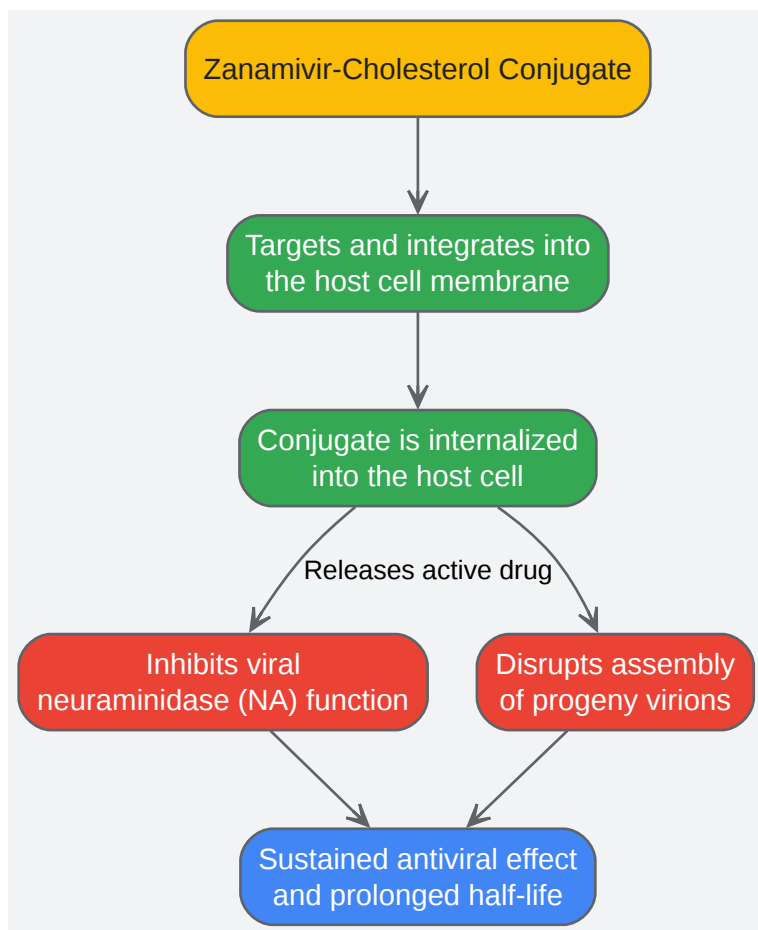 Zanamivir-Cholesterol Conjugate
Targets and integrates into
the host cell membrane
Conjugate is internalized
into the host cell
Releases active drug
Inhibits viral
neuraminidase (NA) function
Disrupts assembly
of progeny virions
Sustained antiviral effect
and prolonged half-life